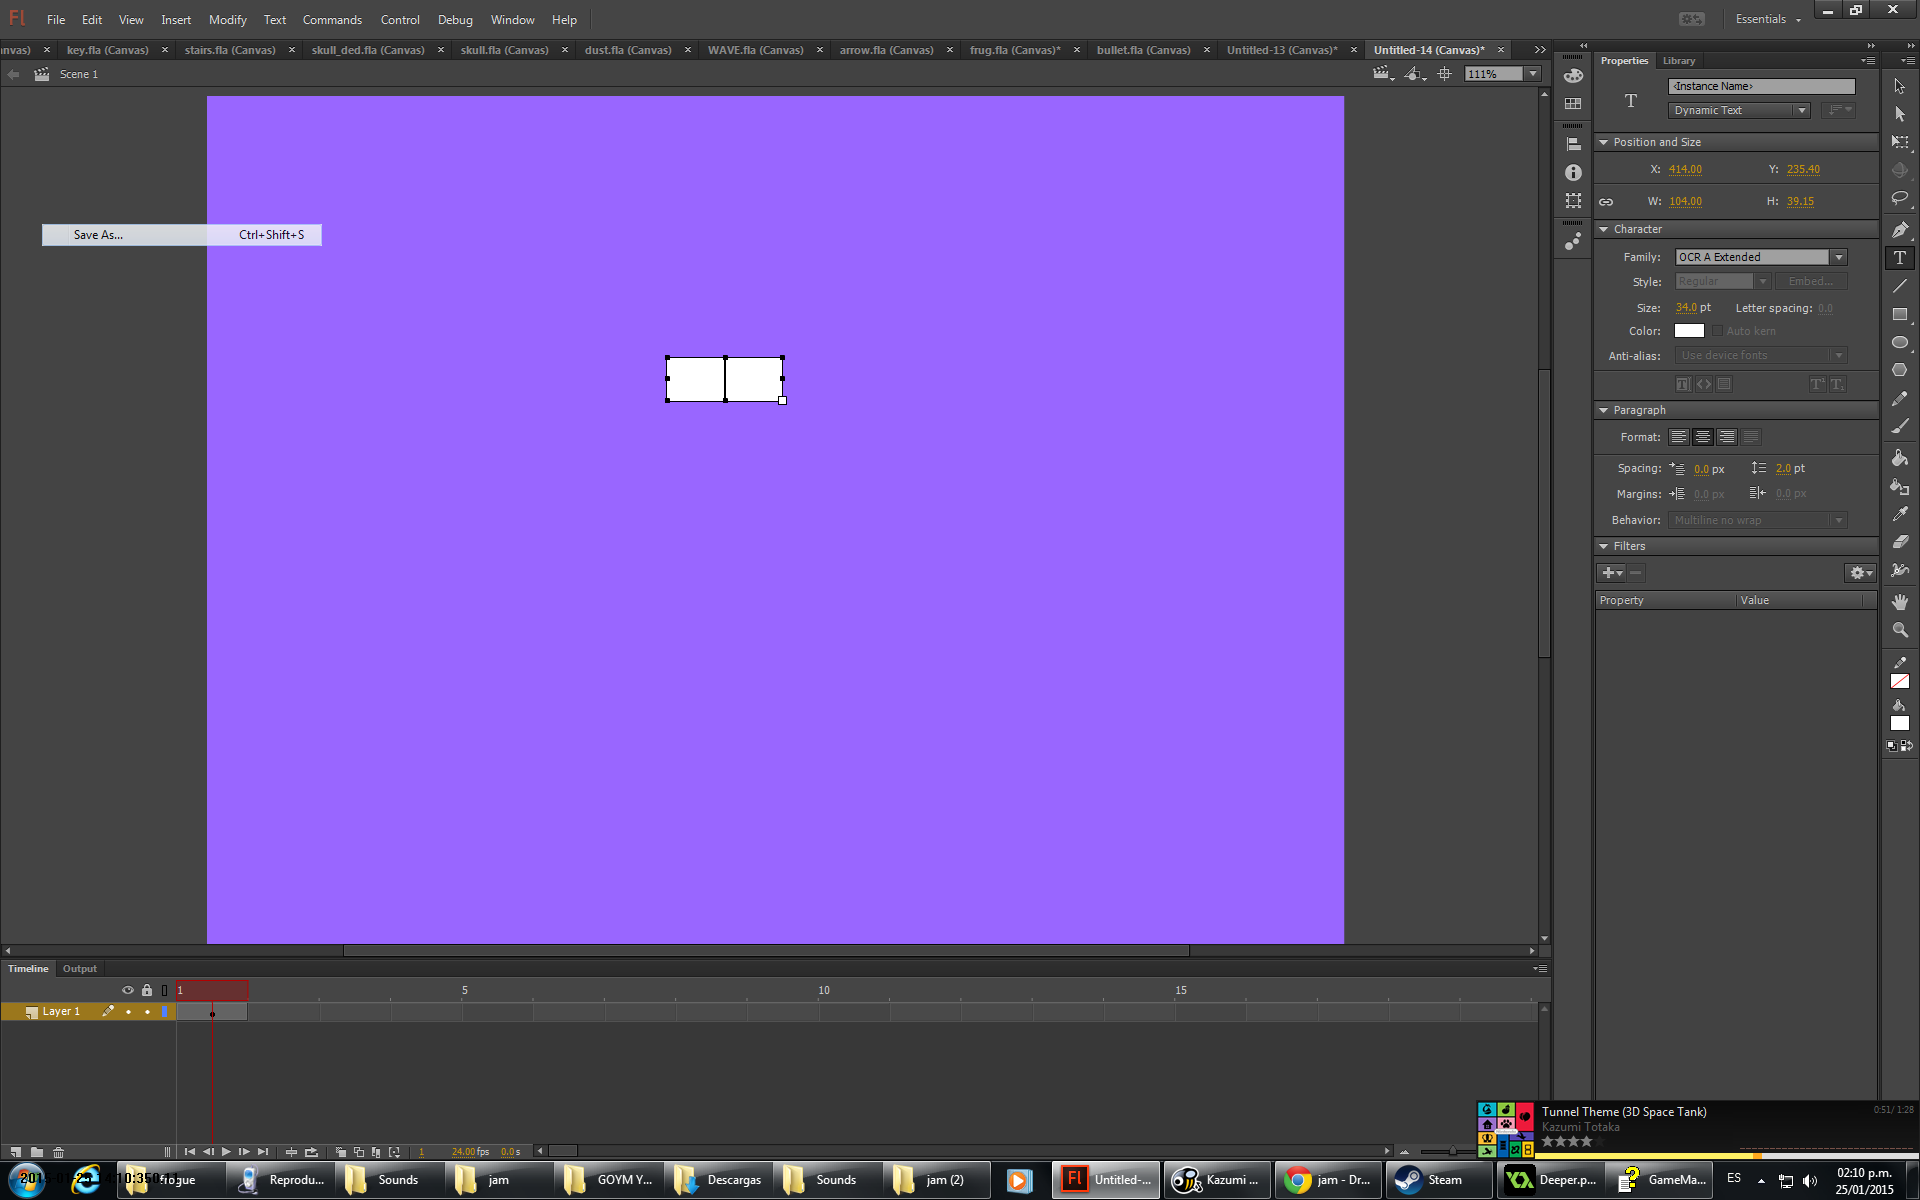 Fl File Edit View Insert Modify Text Commands Control Debug Window Help Essentials
nvas) × key.fla (Canvas) × stairs.fla (Canvas) × skull_ded.fla (Canvas) × skull.fla (Canvas) × dust.fla (Canvas) × WAVE.fla (Canvas) × arrow.fla (Canvas) × frug.fla (Canvas)* × bullet.fla (Canvas) × Untitled-13 (Canvas)* × Untitled-14 (Canvas)* ×
Scene 1 111%
Save As... Ctrl+Shift+S
Properties Library
<Instance Name>
T Dynamic Text
Position and Size
X: 414.00 Y: 235.40
W: 104.00 H: 39.15
Character
Family: OCR A Extended
Style: Regular Embed...
Size: 34.0 pt Letter spacing: 0.0
Color: Auto kern
Anti-alias: Use device fonts
Paragraph
Format:
Spacing: 0.0 px 2.0 pt
Margins: 0.0 px 0.0 px
Behavior: Multiline no wrap
Filters
Property Value
Timeline Output
1 5 10 15
Layer 1
1 24.00 fps 0.0 s
Tunnel Theme (3D Space Tank) 0:51/ 1:28
Kazumi Totaka
Reprodu... Sounds jam GOYM Y... Descargas Sounds jam (2) Fl Untitled-... Kazumi ... jam - Dr... Steam Deeper.p... GameMa... ES 02:10 p.m.
25/01/2015